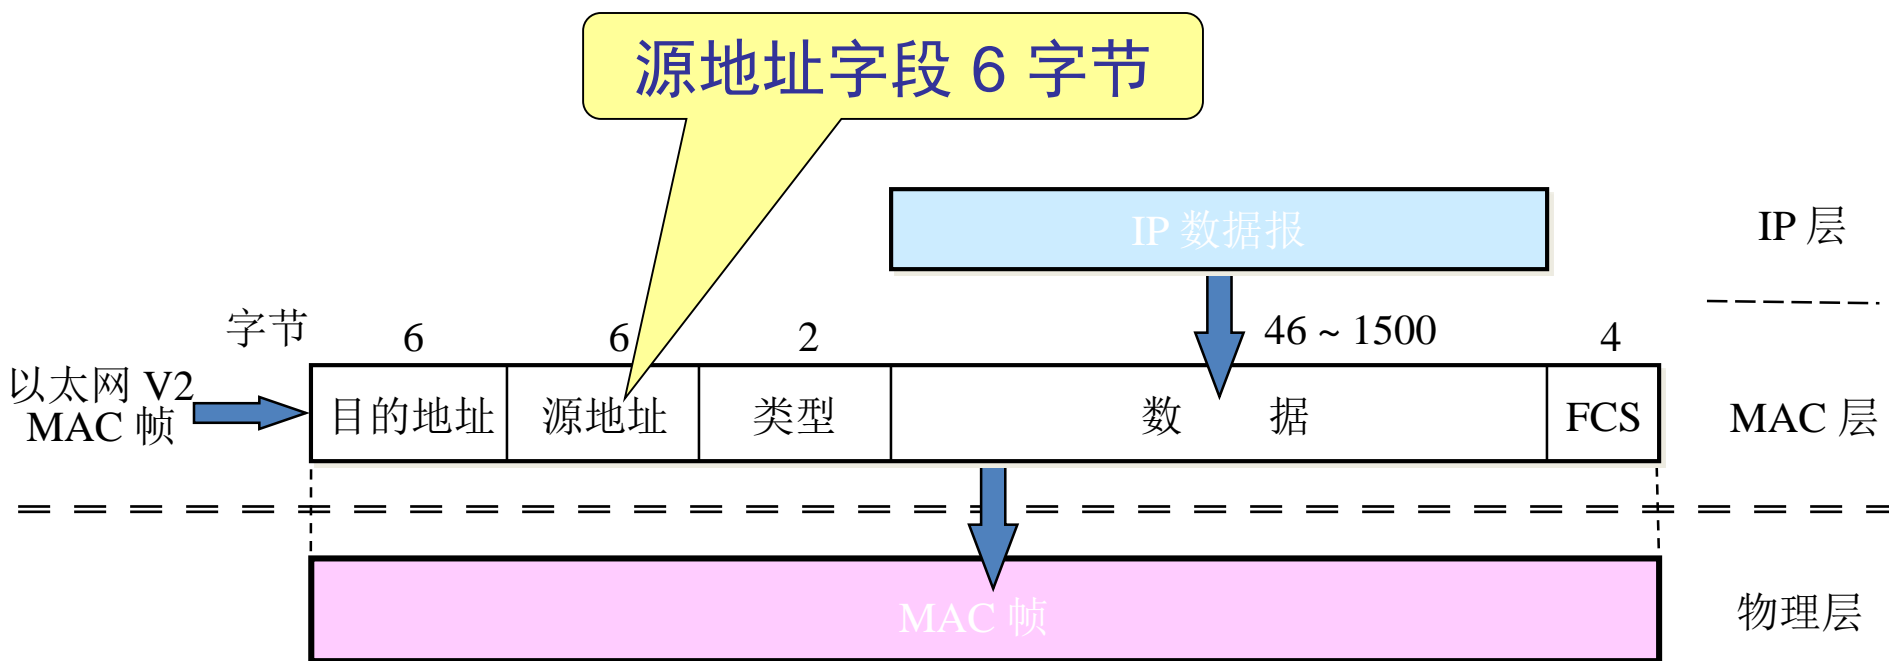 源地址字段 6 字节
IP 数据报
IP 层
字节
6
6
2
46 ~ 1500
4
以太网 V2
MAC 帧
目的地址
源地址
类型
数 据
FCS
MAC 层
MAC 帧
物理层